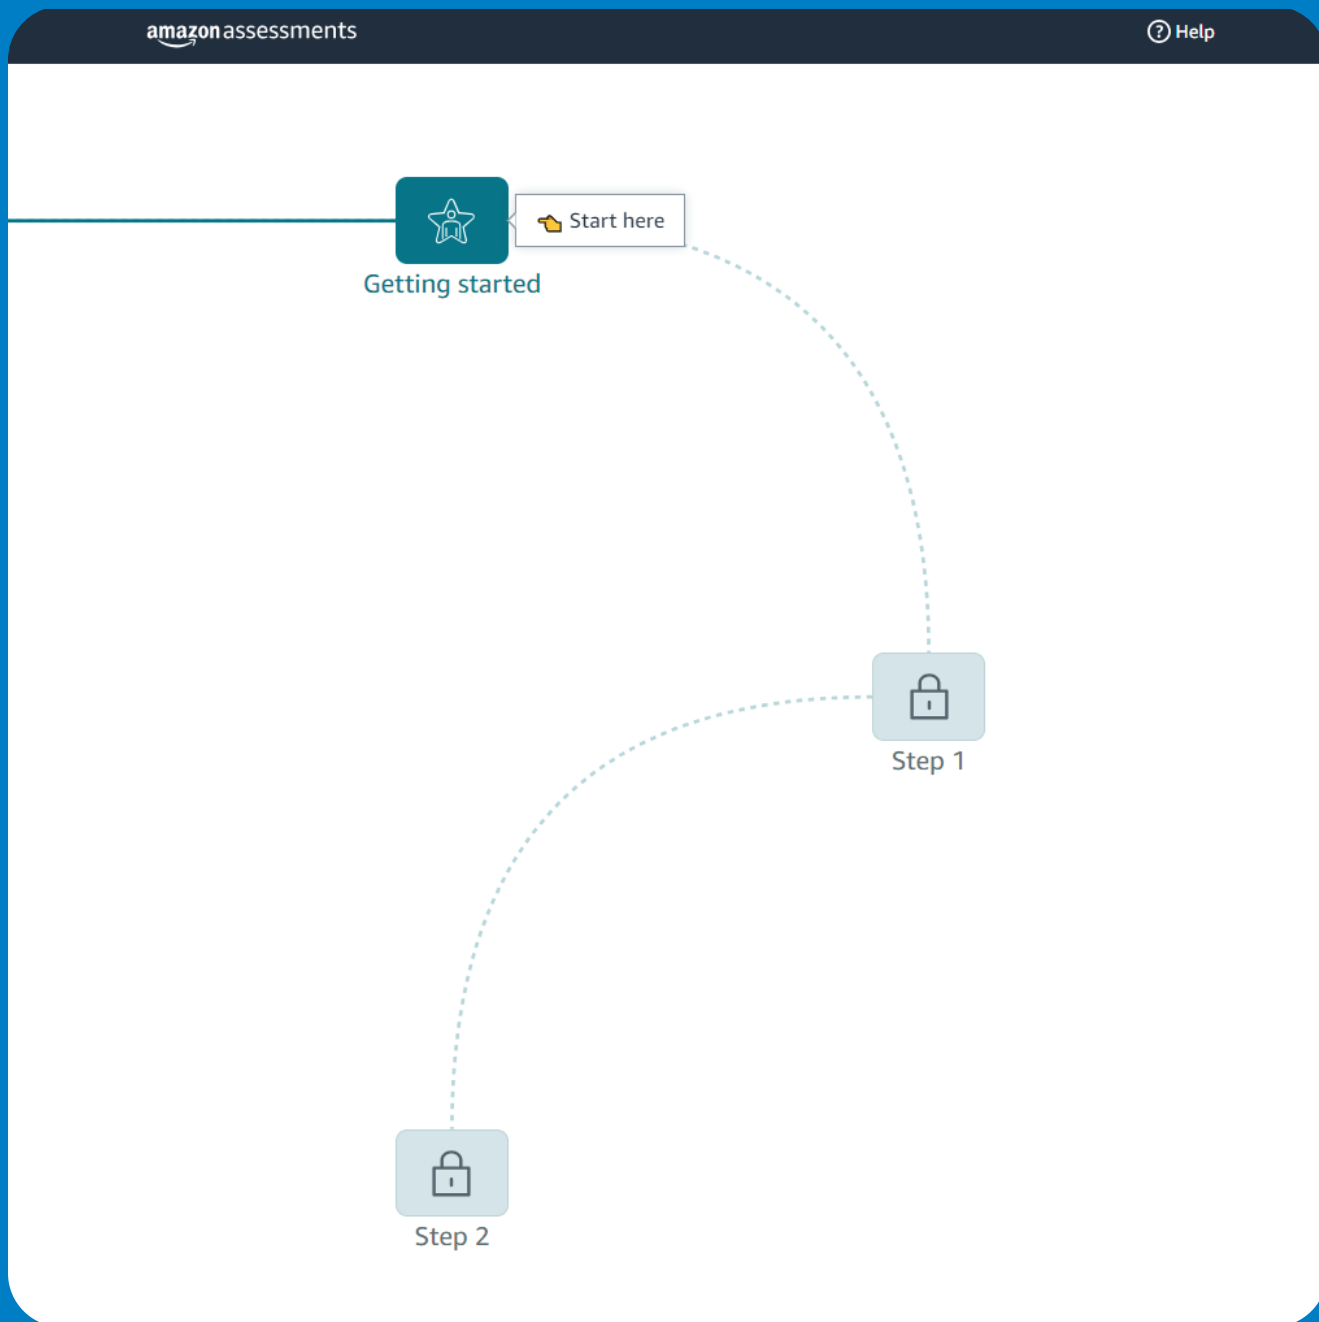 amazon assessments
Help
Start here
Getting started
Step 1
Step 2